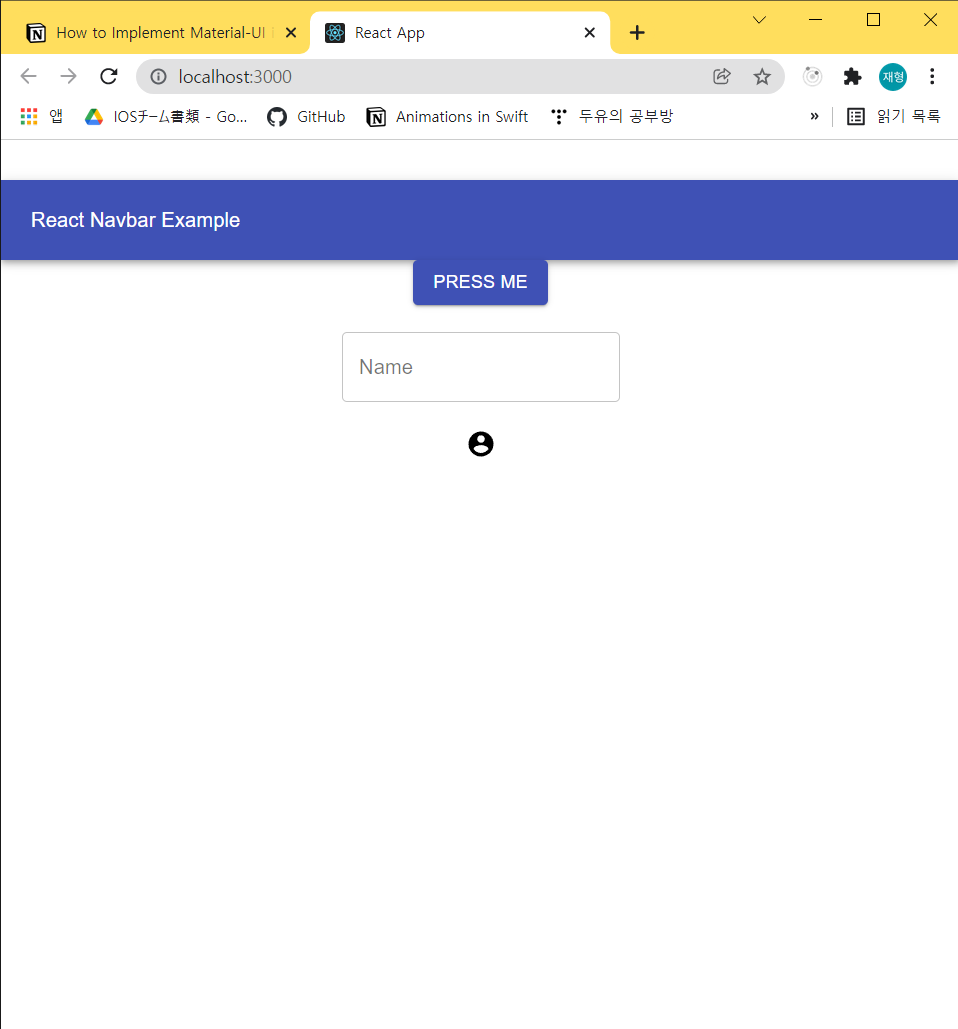 How to Implement Material-UI
React App
localhost:3000
재형
앱
IOSチーム書類 - Go...
GitHub
Animations in Swift
두유의 공부방
»
읽기 목록
React Navbar Example
PRESS ME
Name